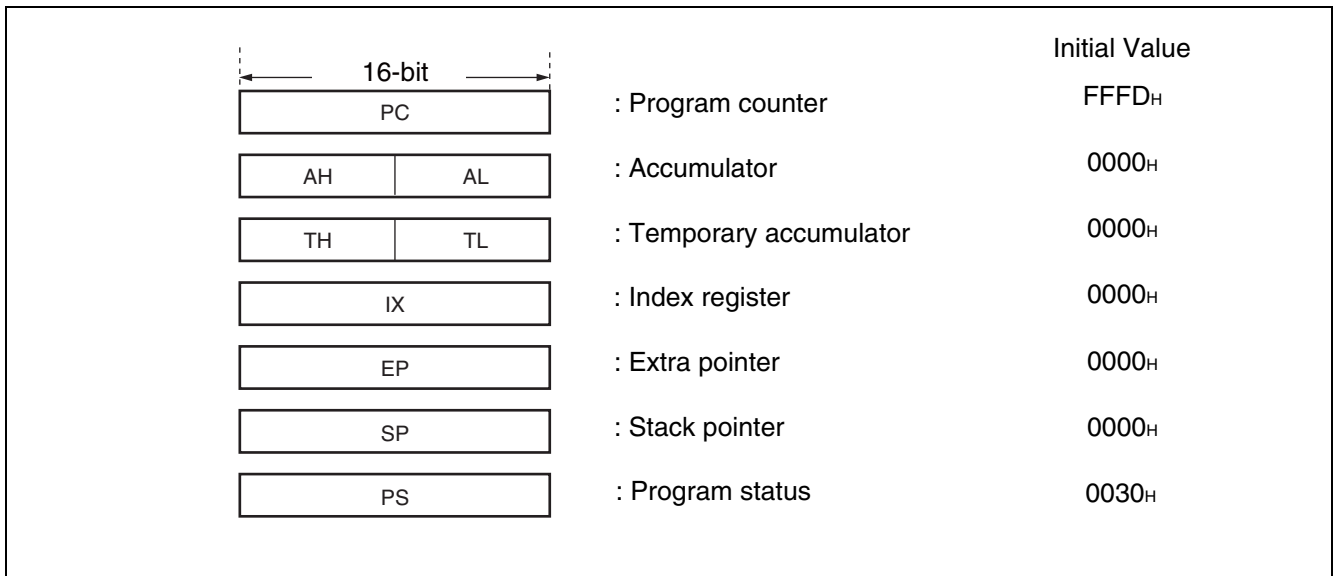 Initial Value
16-bit
PC : Program counter FFFDH
AH AL : Accumulator 0000H
TH TL : Temporary accumulator 0000H
IX : Index register 0000H
EP : Extra pointer 0000H
SP : Stack pointer 0000H
PS : Program status 0030H